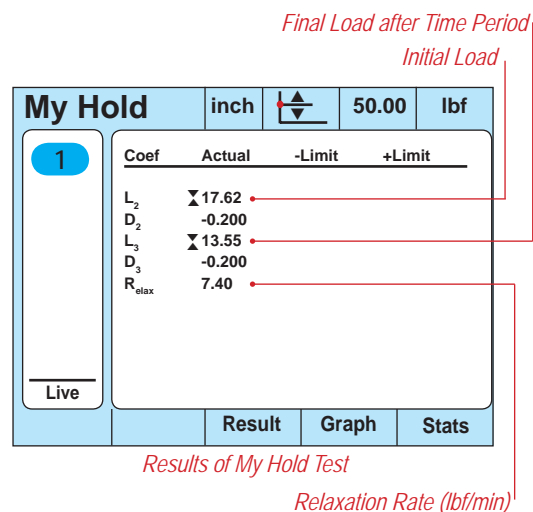 Final Load after Time Period
Initial Load
My Hold inch 50.00 lbf
1
Coef Actual -Limit +Limit
L2 17.62
D2 -0.200
L3 13.55
D3 -0.200
Relax 7.40
Live
Result Graph Stats
Results of My Hold Test
Relaxation Rate (lbf/min)